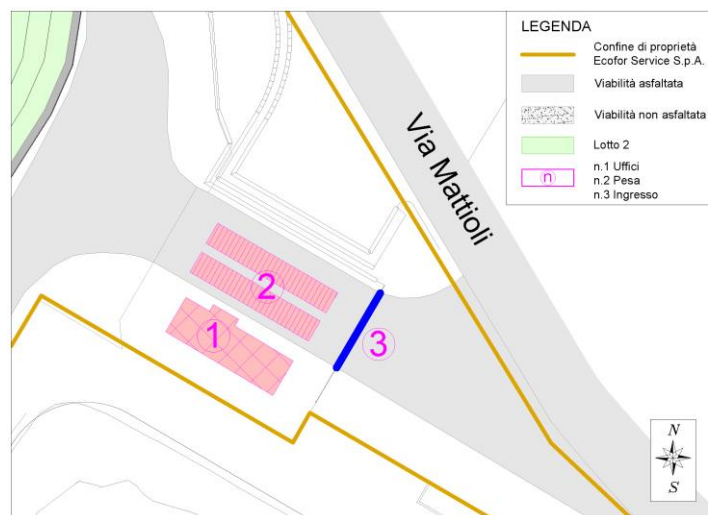 LEGENDA
Confine di proprietà
Ecofor Service S.p.A.
Viabilità asfaltata
Viabilità non asfaltata
Lotto 2
n
n.1 Uffici
n.2 Pesa
n.3 Ingresso
Via Mattioli
2
1
3
N
S